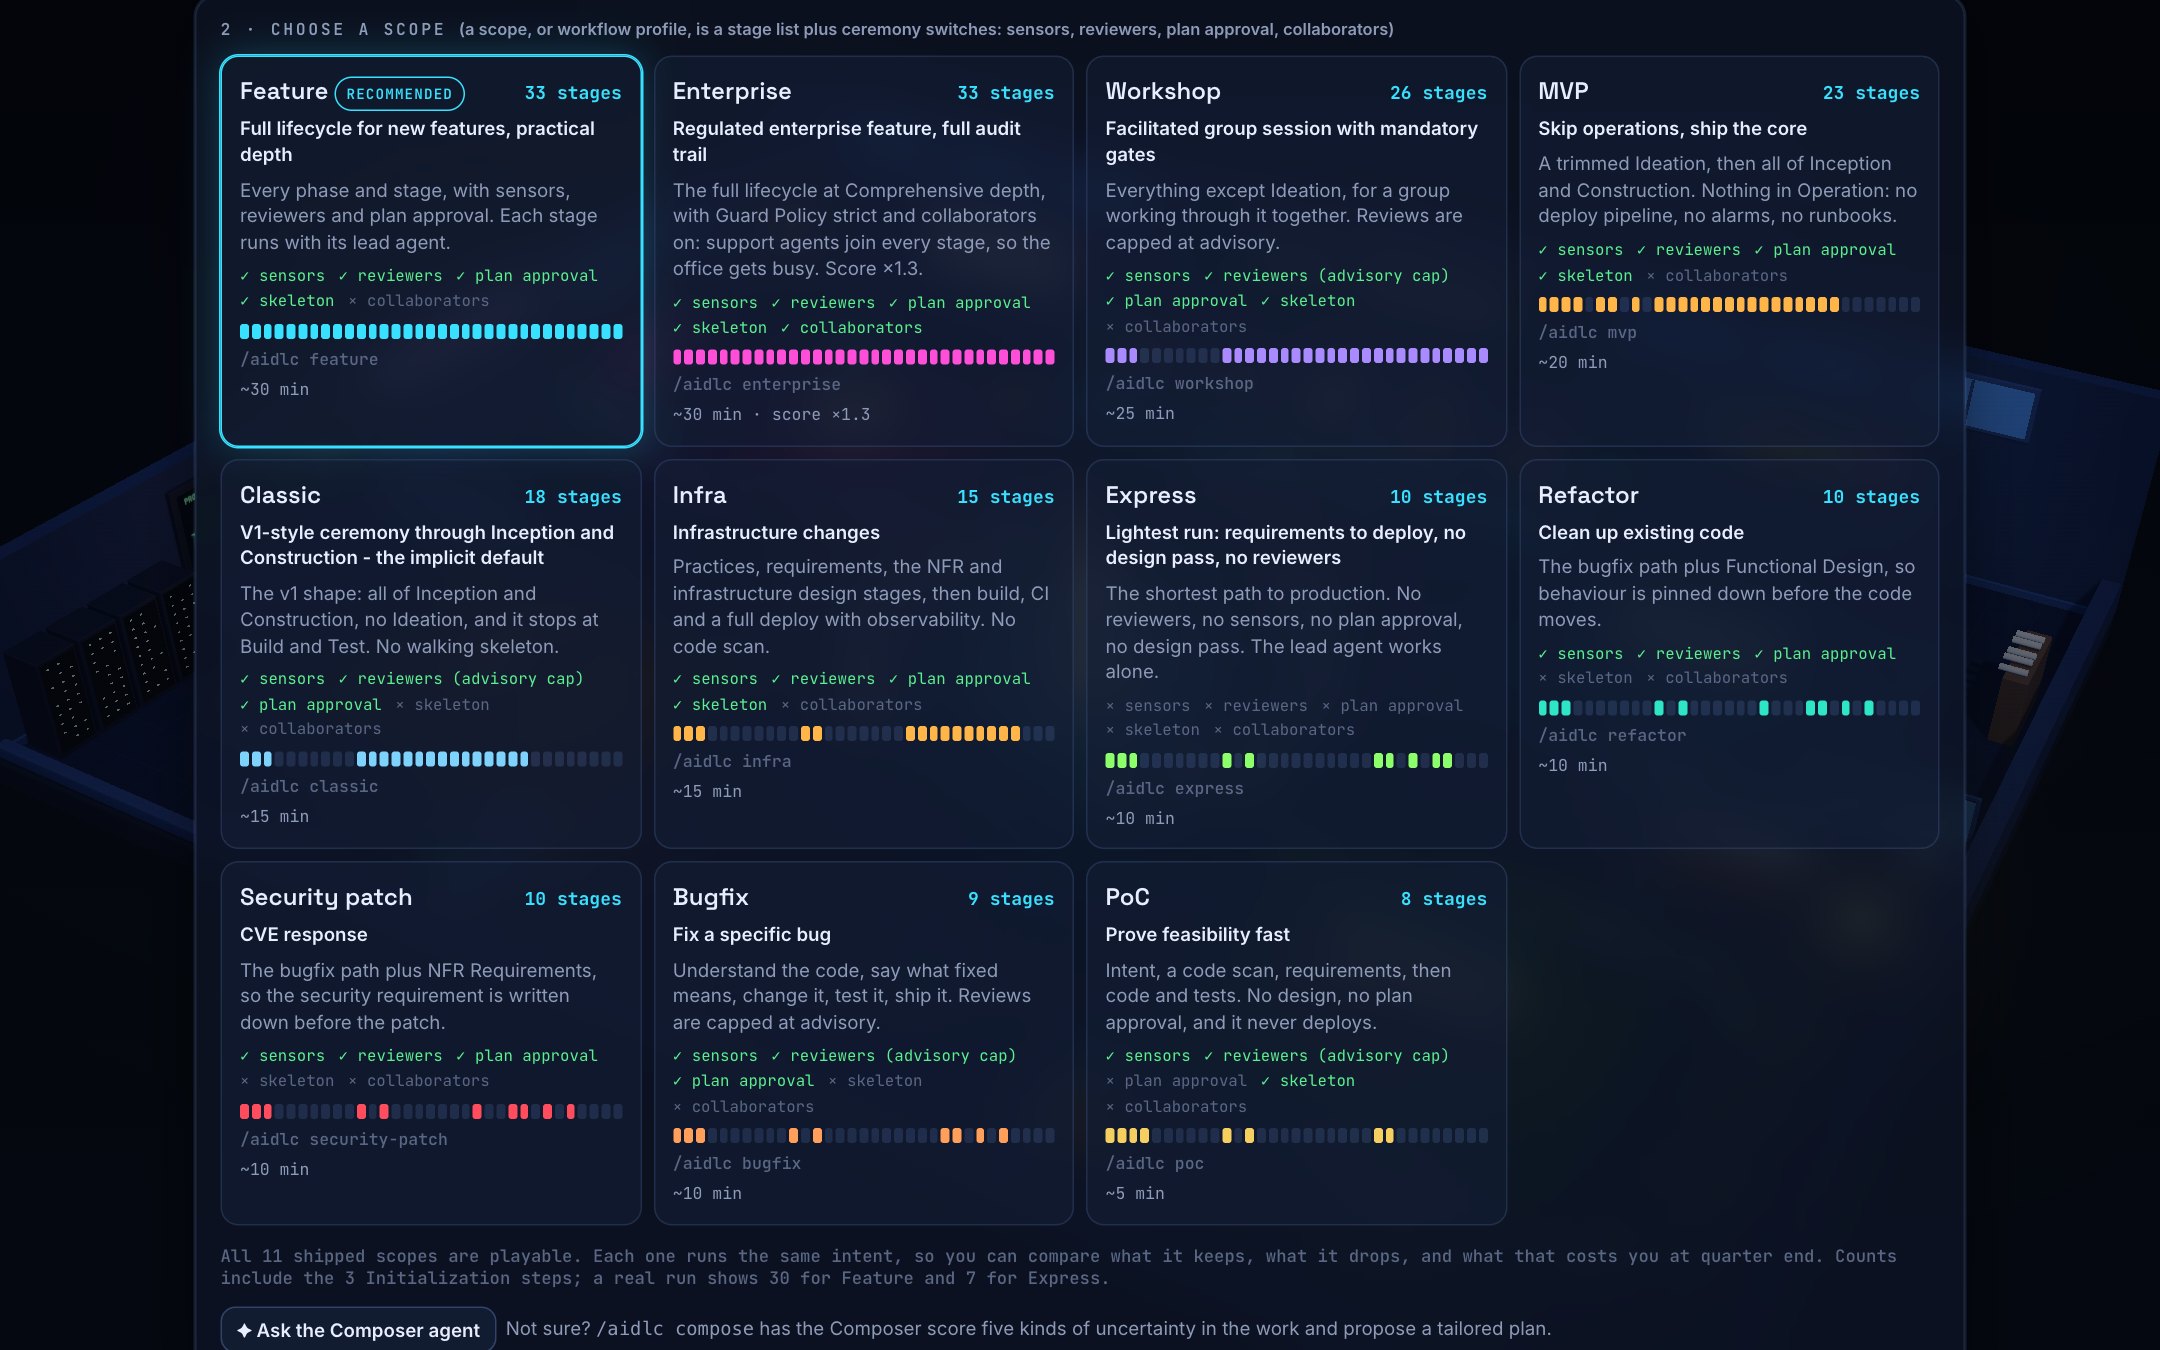 2 · CHOOSE A SCOPE (a scope, or workflow profile, is a stage list plus ceremony switches: sensors, reviewers, plan approval, collaborators)
Feature RECOMMENDED 33 stages
Full lifecycle for new features, practical
depth
Every phase and stage, with sensors,
reviewers and plan approval. Each stage
runs with its lead agent.
✓ sensors ✓ reviewers ✓ plan approval
✓ skeleton × collaborators
/aidlc feature
~30 min
Enterprise 33 stages
Regulated enterprise feature, full audit
trail
The full lifecycle at Comprehensive depth,
with Guard Policy strict and collaborators
on: support agents join every stage, so the
office gets busy. Score ×1.3.
✓ sensors ✓ reviewers ✓ plan approval
✓ skeleton ✓ collaborators
/aidlc enterprise
~30 min · score ×1.3
Workshop 26 stages
Facilitated group session with mandatory
gates
Everything except Ideation, for a group
working through it together. Reviews are
capped at advisory.
✓ sensors ✓ reviewers (advisory cap)
✓ plan approval ✓ skeleton
× collaborators
/aidlc workshop
~25 min
MVP 23 stages
Skip operations, ship the core
A trimmed Ideation, then all of Inception
and Construction. Nothing in Operation: no
deploy pipeline, no alarms, no runbooks.
✓ sensors ✓ reviewers ✓ plan approval
✓ skeleton × collaborators
/aidlc mvp
~20 min
Classic 18 stages
V1-style ceremony through Inception and
Construction - the implicit default
The v1 shape: all of Inception and
Construction, no Ideation, and it stops at
Build and Test. No walking skeleton.
✓ sensors ✓ reviewers (advisory cap)
✓ plan approval × skeleton
× collaborators
/aidlc classic
~15 min
Infra 15 stages
Infrastructure changes
Practices, requirements, the NFR and
infrastructure design stages, then build, CI
and a full deploy with observability. No
code scan.
✓ sensors ✓ reviewers ✓ plan approval
✓ skeleton × collaborators
/aidlc infra
~15 min
Express 10 stages
Lightest run: requirements to deploy, no
design pass, no reviewers
The shortest path to production. No
reviewers, no sensors, no plan approval,
no design pass. The lead agent works
alone.
× sensors × reviewers × plan approval
× skeleton × collaborators
/aidlc express
~10 min
Refactor 10 stages
Clean up existing code
The bugfix path plus Functional Design, so
behaviour is pinned down before the code
moves.
✓ sensors ✓ reviewers ✓ plan approval
× skeleton × collaborators
/aidlc refactor
~10 min
Security patch 10 stages
CVE response
The bugfix path plus NFR Requirements,
so the security requirement is written
down before the patch.
✓ sensors ✓ reviewers ✓ plan approval
× skeleton × collaborators
/aidlc security-patch
~10 min
Bugfix 9 stages
Fix a specific bug
Understand the code, say what fixed
means, change it, test it, ship it. Reviews
are capped at advisory.
✓ sensors ✓ reviewers (advisory cap)
✓ plan approval × skeleton
× collaborators
/aidlc bugfix
~10 min
PoC 8 stages
Prove feasibility fast
Intent, a code scan, requirements, then
code and tests. No design, no plan
approval, and it never deploys.
✓ sensors ✓ reviewers (advisory cap)
× plan approval ✓ skeleton
× collaborators
/aidlc poc
~5 min
All 11 shipped scopes are playable. Each one runs the same intent, so you can compare what it keeps, what it drops, and what that costs you at quarter end. Counts
include the 3 Initialization steps; a real run shows 30 for Feature and 7 for Express.
✦ Ask the Composer agent Not sure? /aidlc compose has the Composer score five kinds of uncertainty in the work and propose a tailored plan.